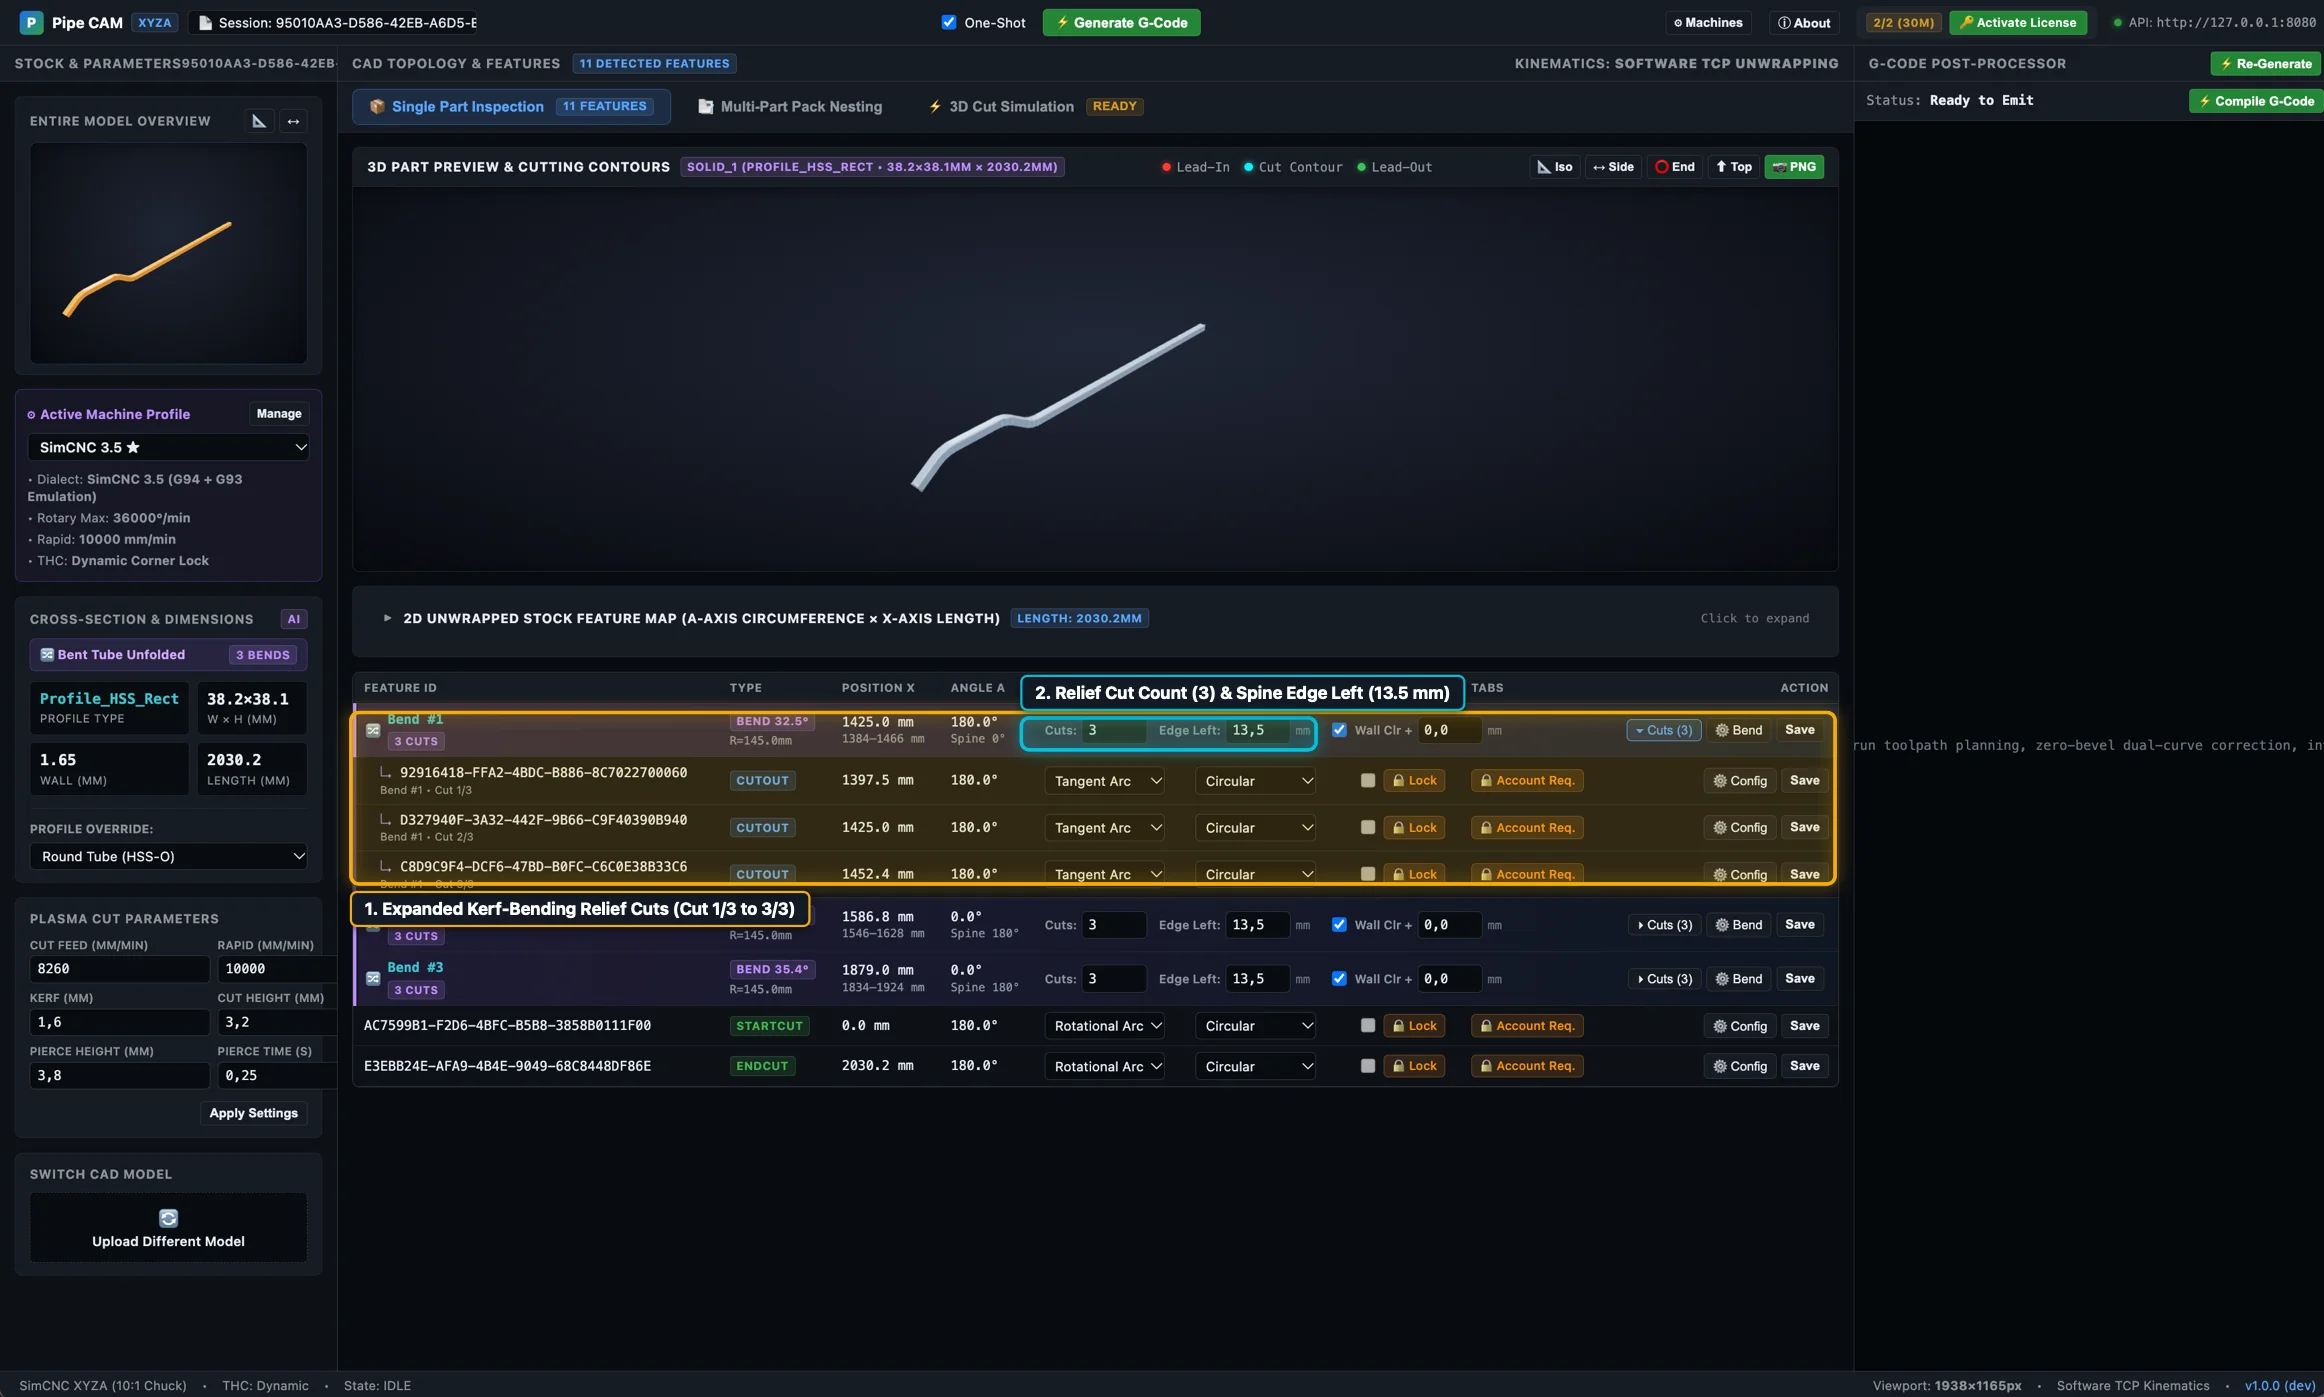 P Pipe CAM XYZA Session: 95010AA3-D586-42EB-A6D5-E One-Shot ⚡ Generate G-Code Machines About 2/2 (30M) Activate License API: http://127.0.0.1:8080
STOCK & PARAMETERS95010AA3-D586-42EB-
CAD TOPOLOGY & FEATURES 11 DETECTED FEATURES KINEMATICS: SOFTWARE TCP UNWRAPPING
G-CODE POST-PROCESSOR ⚡ Re-Generate
Single Part Inspection 11 FEATURES Multi-Part Pack Nesting ⚡ 3D Cut Simulation READY
Status: Ready to Emit ⚡ Compile G-Code
ENTIRE MODEL OVERVIEW
3D PART PREVIEW & CUTTING CONTOURS SOLID_1 (PROFILE_HSS_RECT • 38.2×38.1MM × 2030.2MM) Lead-In Cut Contour Lead-Out Iso ↔ Side End Top PNG
Active Machine Profile Manage
SimCNC 3.5 ★
• Dialect: SimCNC 3.5 (G94 + G93
Emulation)
• Rotary Max: 36000°/min
• Rapid: 10000 mm/min
• THC: Dynamic Corner Lock
CROSS-SECTION & DIMENSIONS AI
Bent Tube Unfolded 3 BENDS
Profile_HSS_Rect 38.2×38.1
PROFILE TYPE W × H (MM)
1.65 2030.2
WALL (MM) LENGTH (MM)
PROFILE OVERRIDE:
Round Tube (HSS-O)
PLASMA CUT PARAMETERS
CUT FEED (MM/MIN) RAPID (MM/MIN)
8260 10000
KERF (MM) CUT HEIGHT (MM)
1,6 3,2
PIERCE HEIGHT (MM) PIERCE TIME (S)
3,8 0,25
Apply Settings
SWITCH CAD MODEL
Upload Different Model
▸ 2D UNWRAPPED STOCK FEATURE MAP (A-AXIS CIRCUMFERENCE × X-AXIS LENGTH) LENGTH: 2030.2MM Click to expand
FEATURE ID TYPE POSITION X ANGLE A TABS ACTION
2. Relief Cut Count (3) & Spine Edge Left (13.5 mm)
Bend #1 BEND 32.5° 1425.0 mm 180.0° Cuts: 3 Edge Left: 13,5 mm Wall Clr + 0,0 mm Cuts (3) Bend Save
3 CUTS R=145.0mm 1384–1466 mm Spine 0°
92916418-FFA2-4BDC-B886-8C7022700060 CUTOUT 1397.5 mm 180.0° Tangent Arc Circular Lock Account Req. Config Save
Bend #1 • Cut 1/3
D327940F-3A32-442F-9B66-C9F40390B940 CUTOUT 1425.0 mm 180.0° Tangent Arc Circular Lock Account Req. Config Save
Bend #1 • Cut 2/3
C8D9C9F4-DCF6-47BD-B0FC-C6C0E38B33C6 CUTOUT 1452.4 mm 180.0° Tangent Arc Circular Lock Account Req. Config Save
1. Expanded Kerf-Bending Relief Cuts (Cut 1/3 to 3/3)
1586.8 mm 0.0° Cuts: 3 Edge Left: 13,5 mm Wall Clr + 0,0 mm Cuts (3) Bend Save
3 CUTS R=145.0mm 1546–1628 mm Spine 180°
Bend #3 BEND 35.4° 1879.0 mm 0.0° Cuts: 3 Edge Left: 13,5 mm Wall Clr + 0,0 mm Cuts (3) Bend Save
3 CUTS R=145.0mm 1834–1924 mm Spine 180°
AC7599B1-F2D6-4BFC-B5B8-3858B0111F00 STARTCUT 0.0 mm 180.0° Rotational Arc Circular Lock Account Req. Config Save
E3EBB24E-AFA9-4B4E-9049-68C8448DF86E ENDCUT 2030.2 mm 180.0° Rotational Arc Circular Lock Account Req. Config Save
run toolpath planning, zero-bevel dual-curve correction, in
SimCNC XYZA (10:1 Chuck) • THC: Dynamic • State: IDLE Viewport: 1938×1165px • Software TCP Kinematics • v1.0.0 (dev)